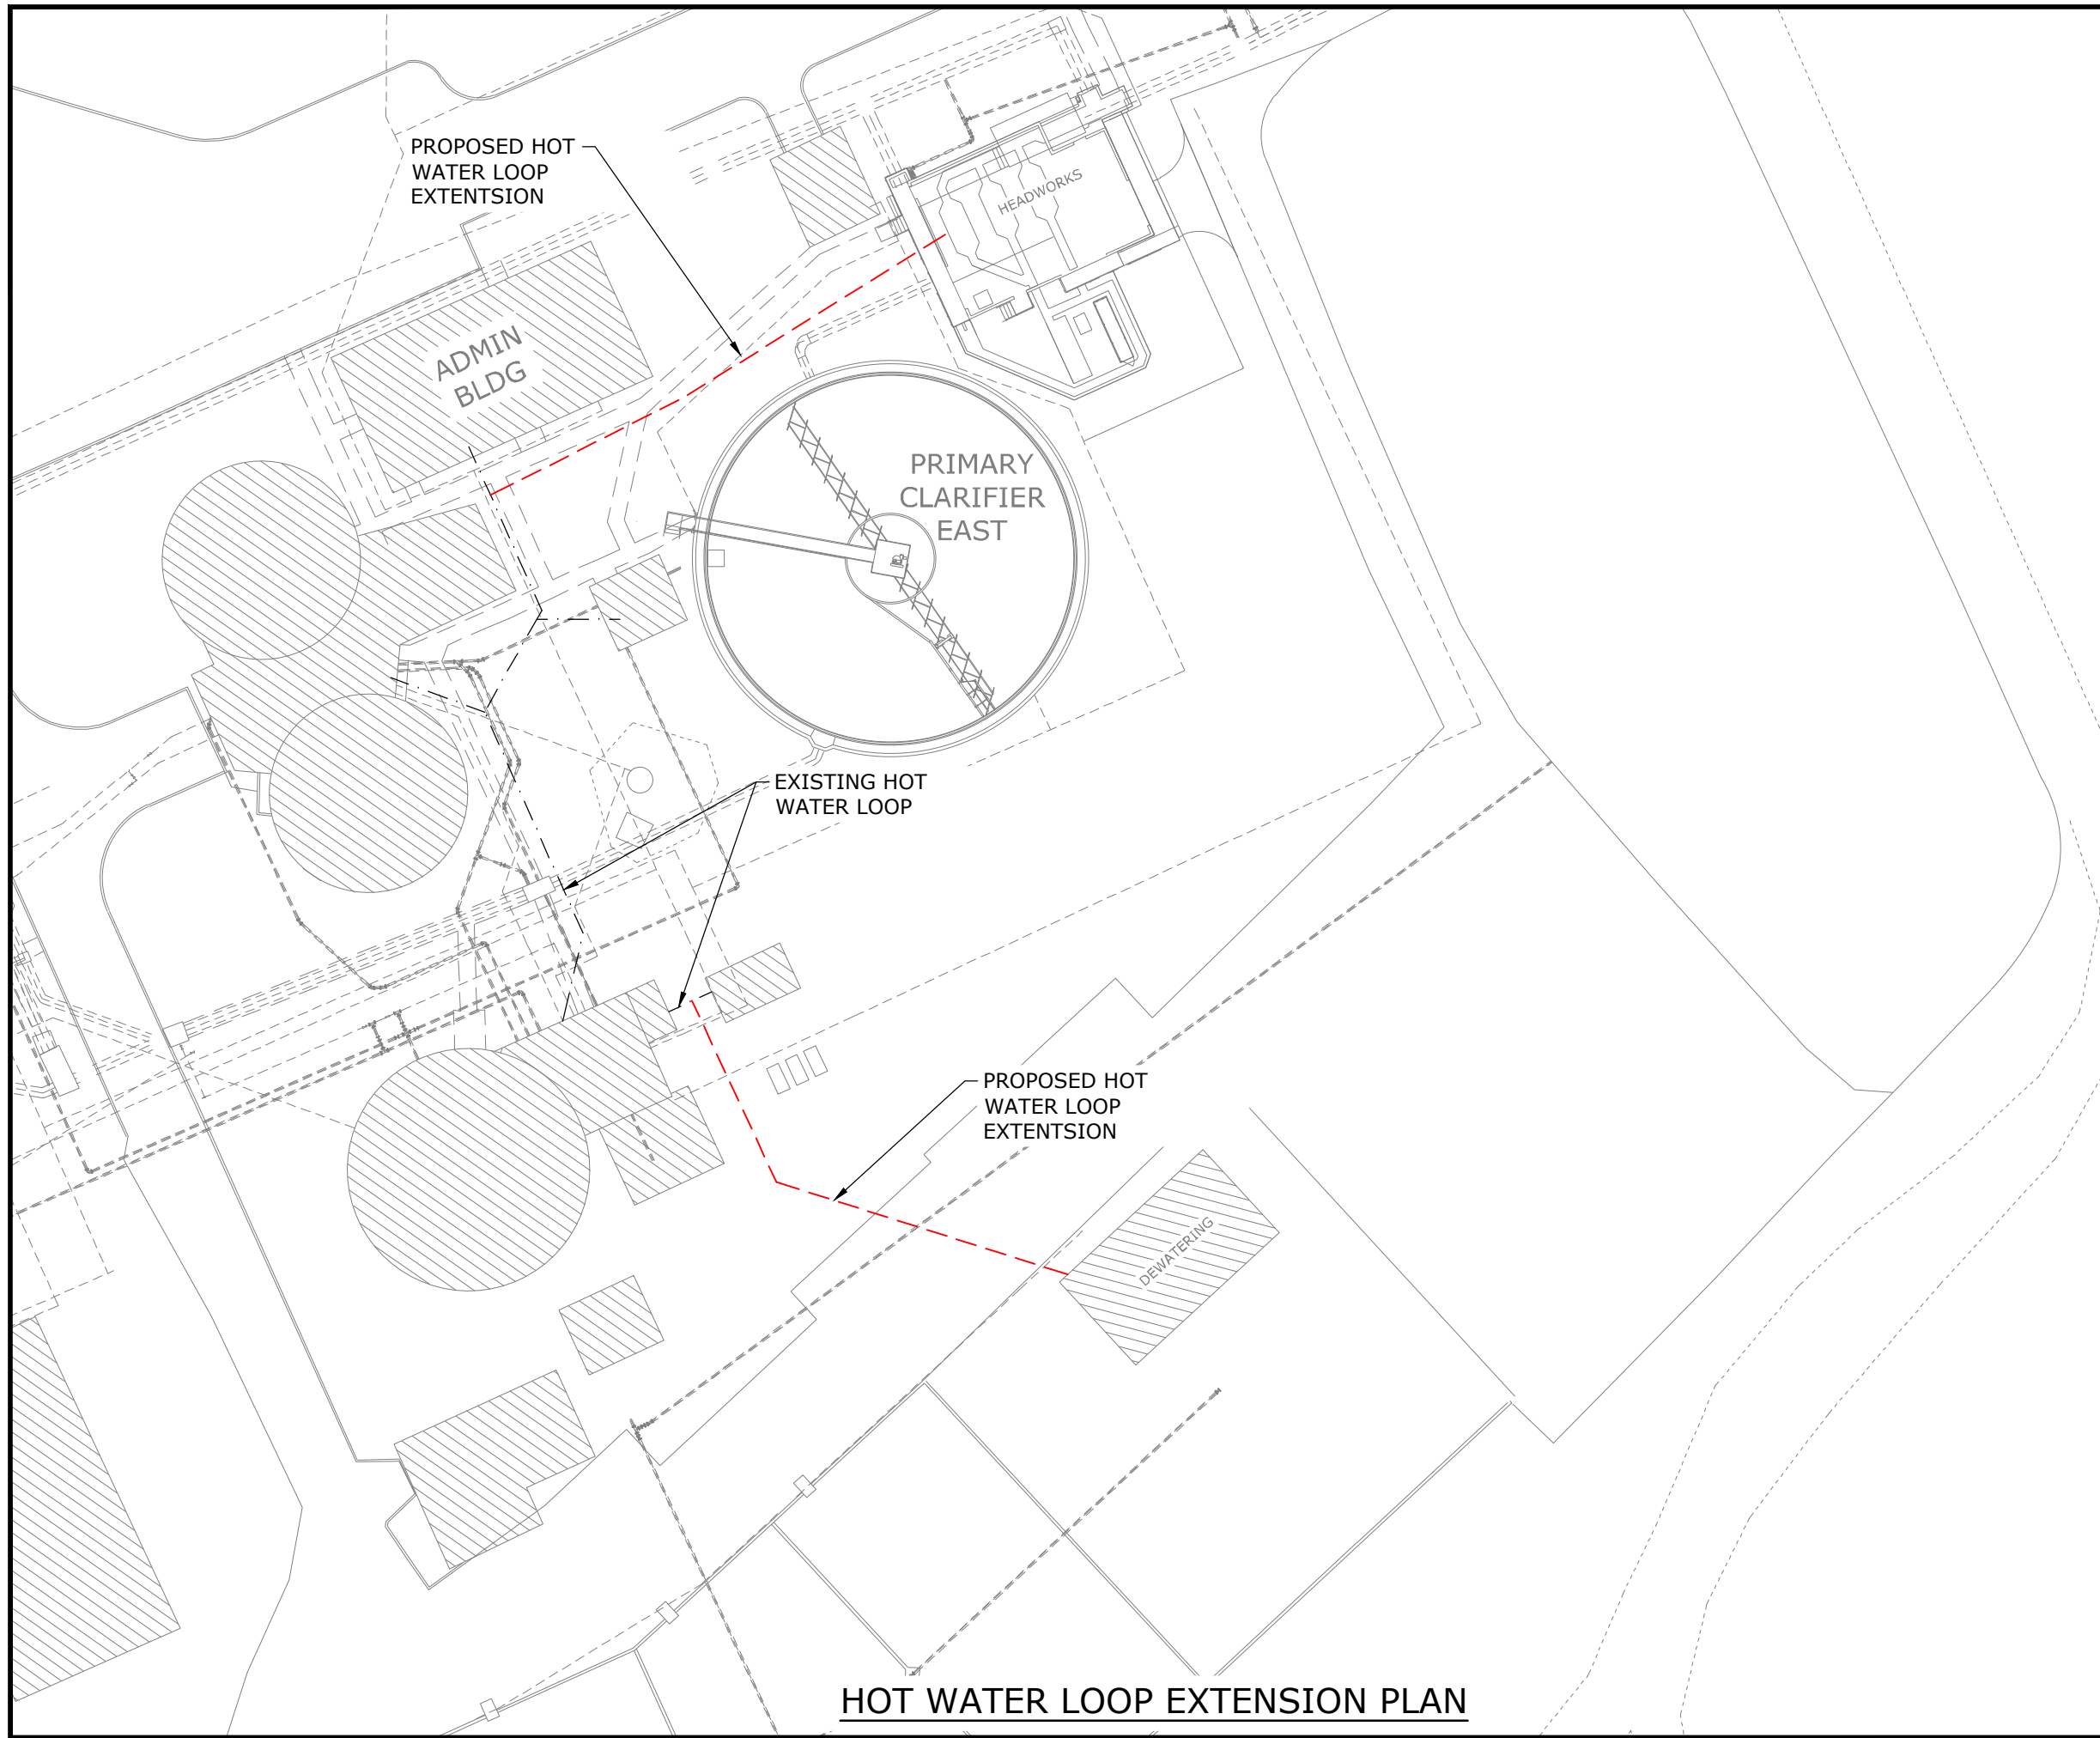 PROPOSED HOT
WATER LOOP
EXTENTSION
HEADWORKS
ADMIN
BLDG
PRIMARY
CLARIFIER
EAST
EXISTING HOT
WATER LOOP
PROPOSED HOT
WATER LOOP
EXTENTSION
DEWATERING
HOT WATER LOOP EXTENSION PLAN